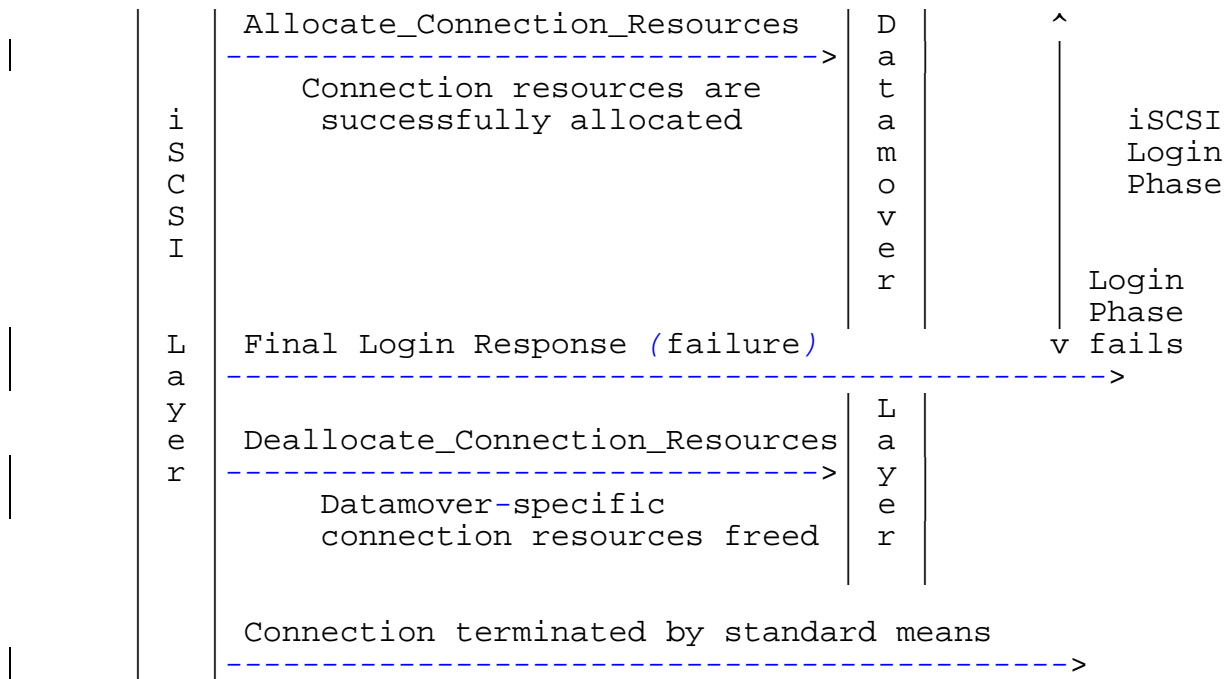 Allocate_Connection_Resources D ^
-------------------------------> a
Connection resources are t
i successfully allocated a iSCSI
S m Login
C o Phase
S v
I e
r Login
Phase
L Final Login Response (failure) v fails
a ---------------------------------------------->
y L
e Deallocate_Connection_Resources a
r -------------------------------> y
Datamover-specific e
connection resources freed r
Connection terminated by standard means
-------------------------------------------->